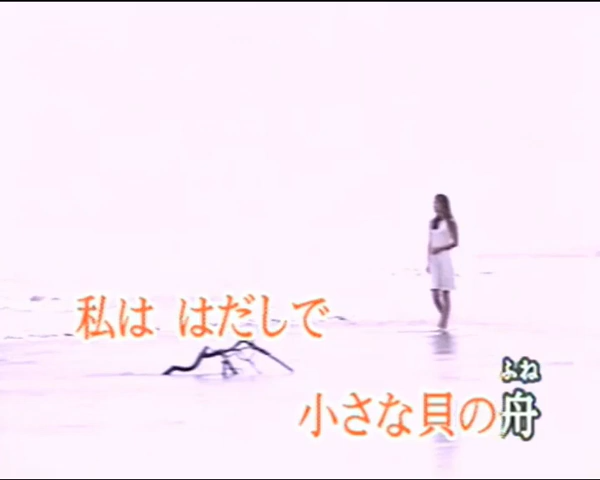 私は はだしで
ふね
小さな貝の舟